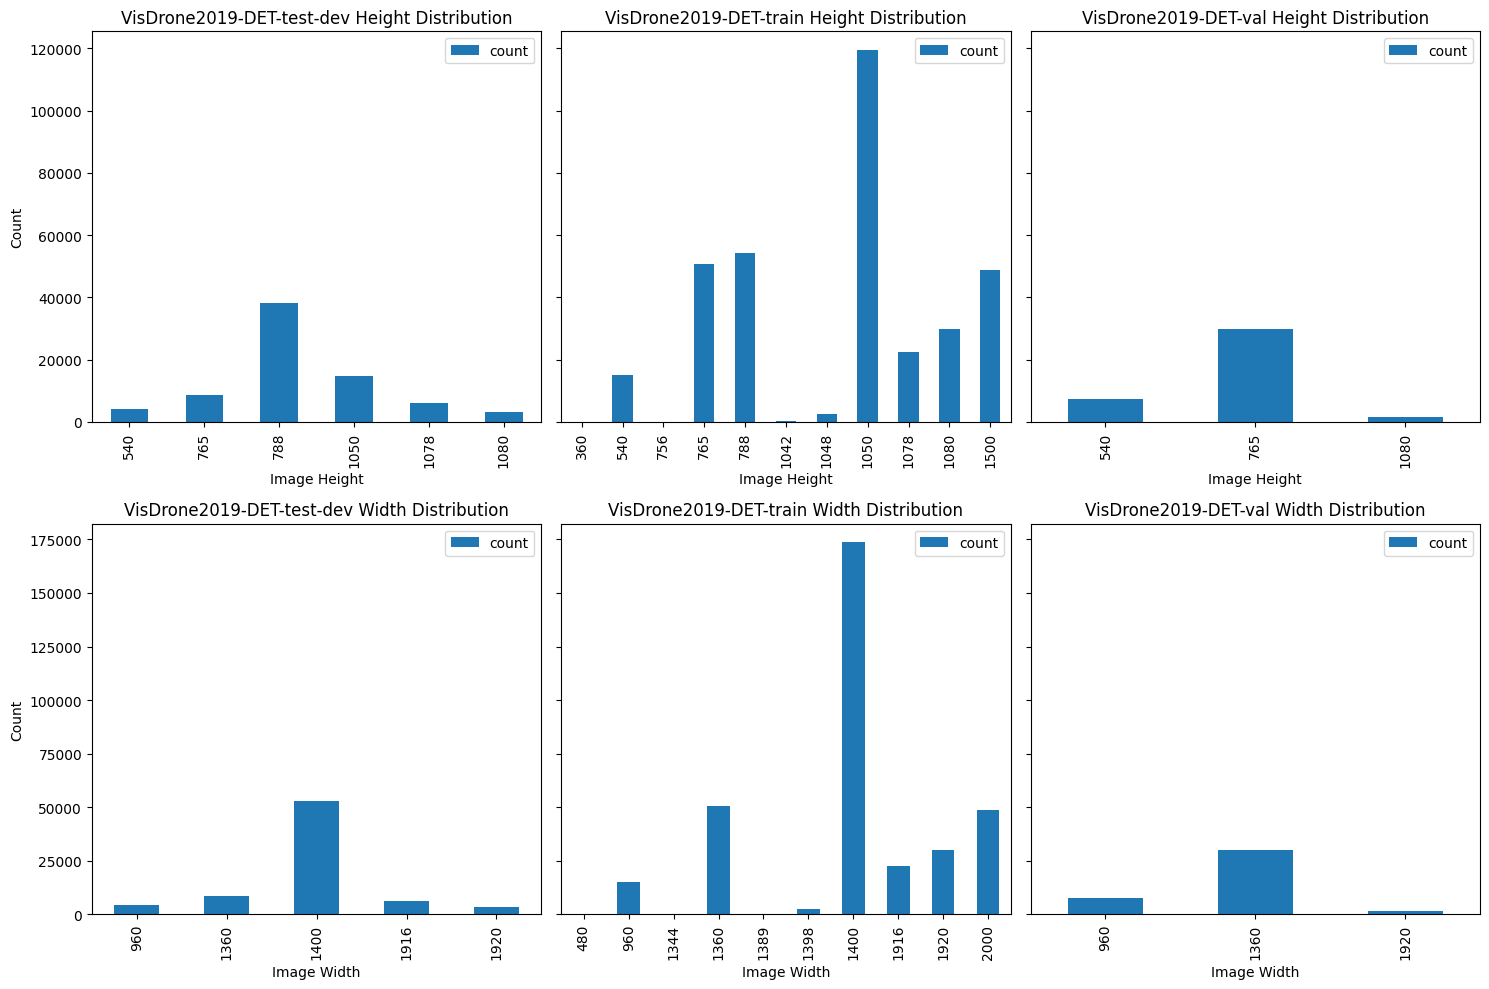 VisDrone2019-DET-test-dev Height Distribution
VisDrone2019-DET-train Height Distribution
VisDrone2019-DET-val Height Distribution
count
count
count
120000
100000
80000
60000
40000
20000
0
Count
540 765 788 1050 1078 1080
Image Height
360 540 756 765 788 1042 1048 1050 1078 1080 1500
Image Height
540 765 1080
Image Height
VisDrone2019-DET-test-dev Width Distribution
VisDrone2019-DET-train Width Distribution
VisDrone2019-DET-val Width Distribution
count
count
count
175000
150000
125000
100000
75000
50000
25000
0
Count
960 1360 1400 1916 1920
Image Width
480 960 1344 1360 1389 1398 1400 1916 1920 2000
Image Width
960 1360 1920
Image Width